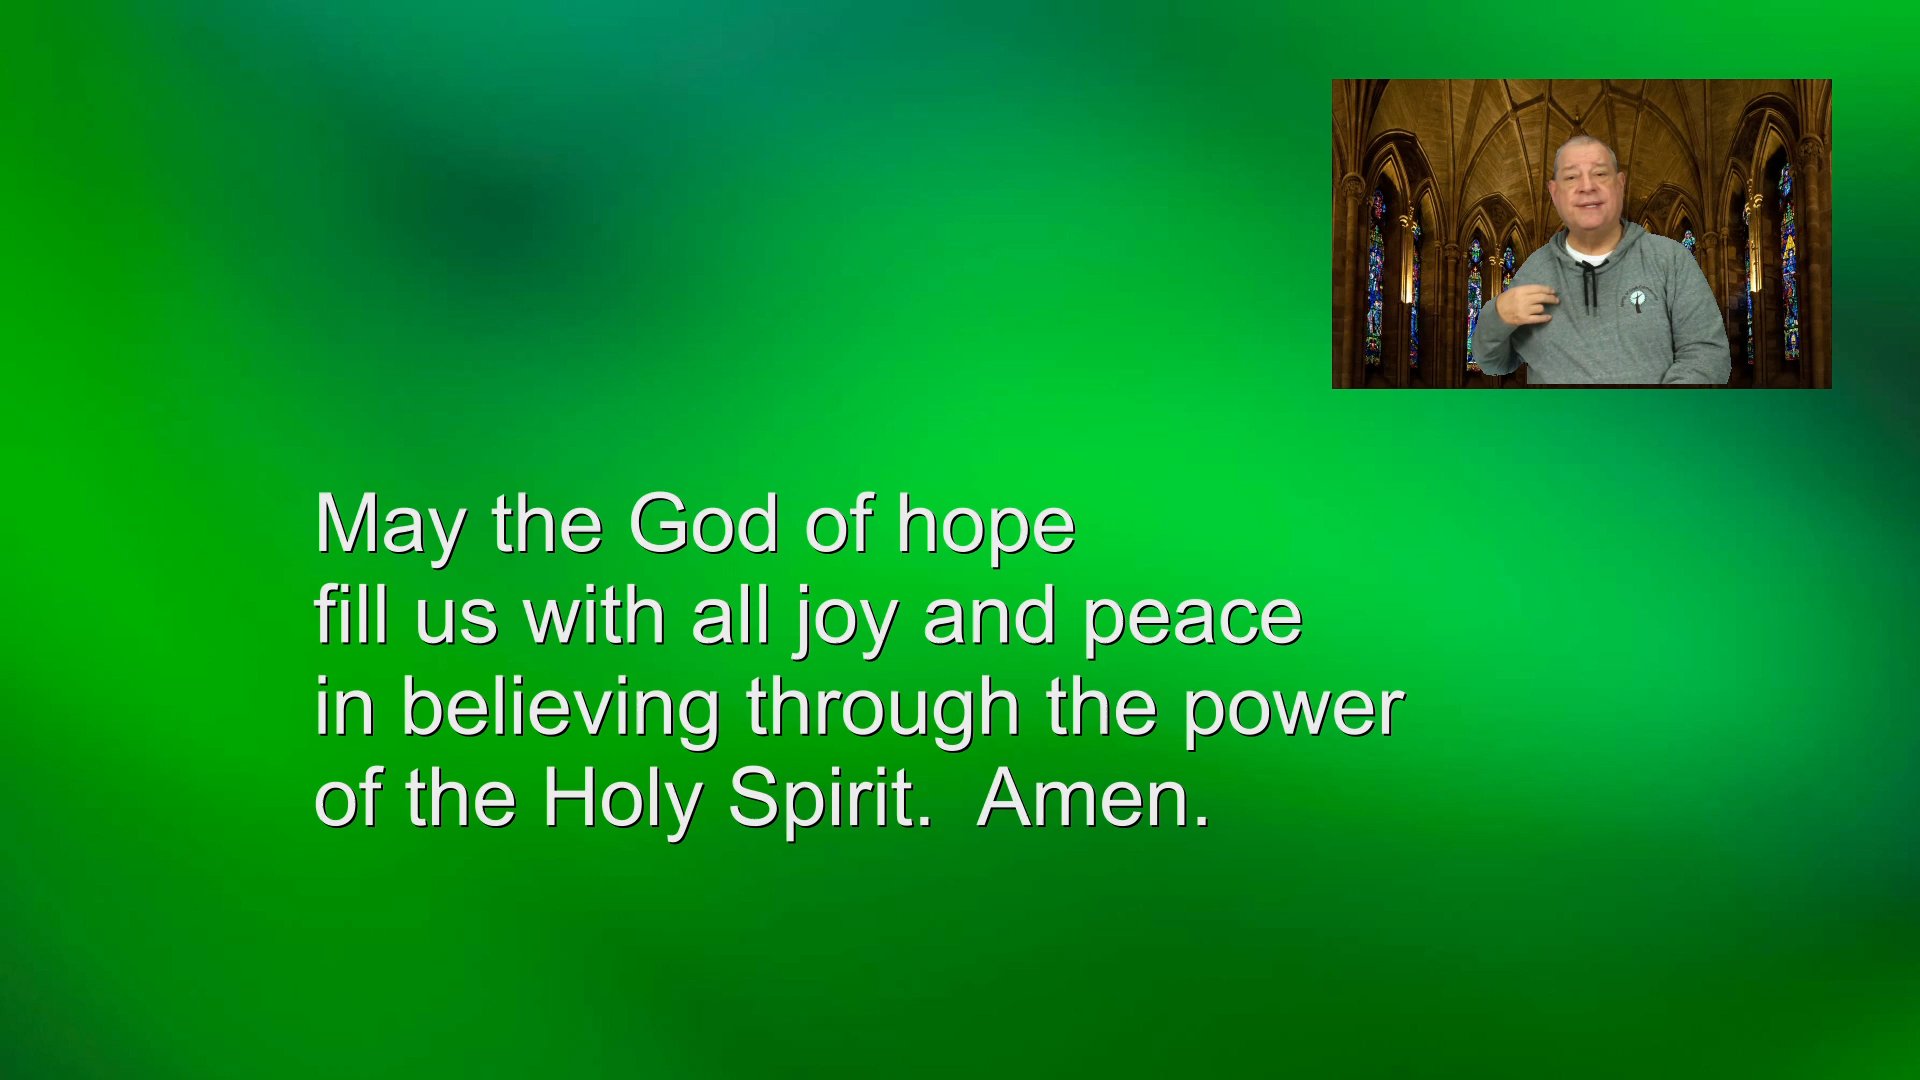 May the God of hope
fill us with all joy and peace
in believing through the power
of the Holy Spirit.  Amen.